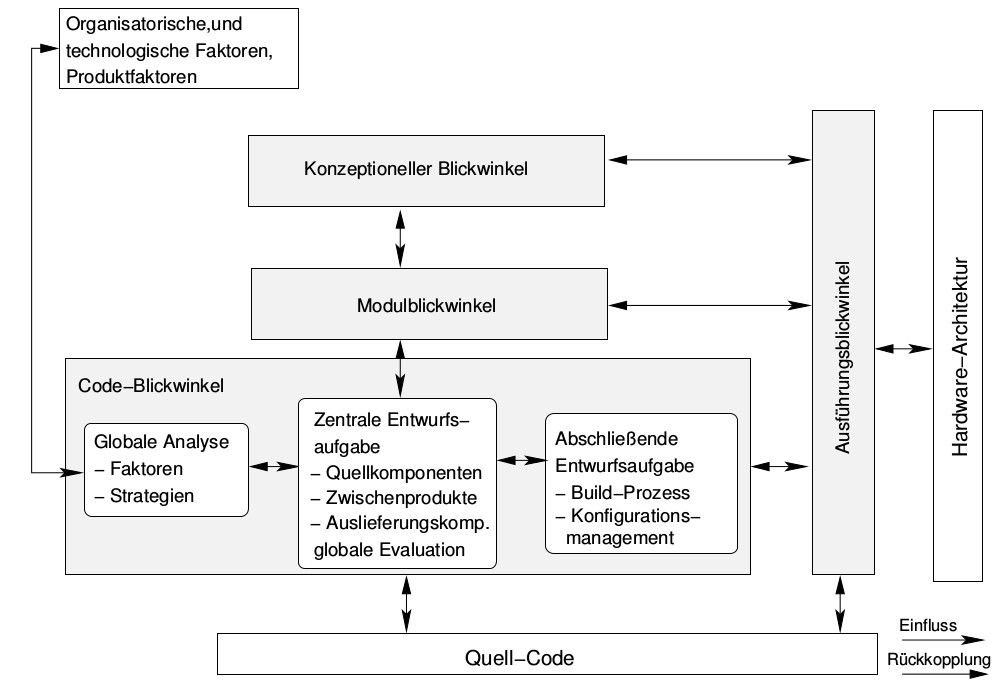 Organisatorische,und
technologische Faktoren,
Produktfaktoren
Konzeptioneller Blickwinkel
Modulblickwinkel
Code−Blickwinkel
Globale Analyse
− Faktoren
− Strategien
Zentrale Entwurfs−
aufgabe
− Quellkomponenten
− Zwischenprodukte
− Auslieferungskomp.
globale Evaluation
Abschließende
Entwurfsaufgabe
− Build−Prozess
− Konfigurations−
management
Ausführungsblickwinkel
Hardware−Architektur
Quell−Code
Einfluss
Rückkopplung